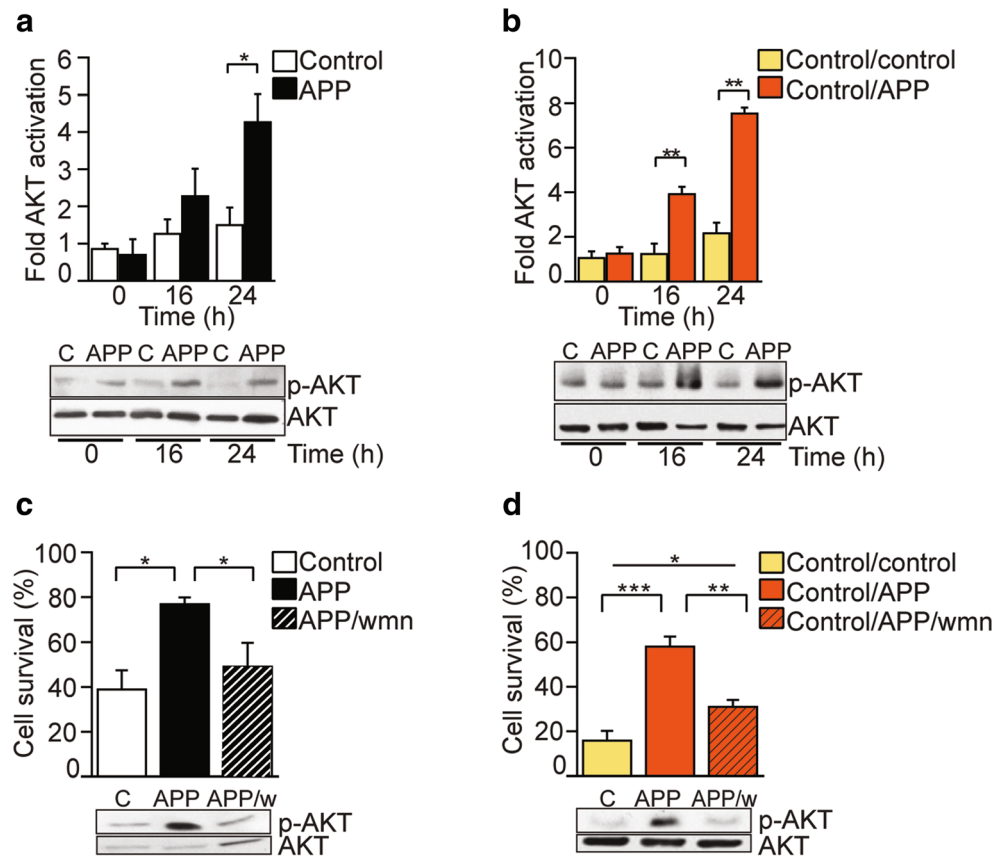 a
Fold AKT activation
6
5
4
3
2
1
0
*
Control
APP
0 16 24
Time (h)
C APP C APP C APP
p-AKT
AKT
0 16 24 Time (h)
b
Fold AKT activation
10
8
6
4
2
0
**
**
Control/control
Control/APP
0 16 24
Time (h)
C APP C APP C APP
p-AKT
AKT
0 16 24 Time (h)
c
Cell survival (%)
100
80
60
40
20
0
* *
Control
APP
APP/wmn
C APP APP/w
p-AKT
AKT
d
Cell survival (%)
100
80
60
40
20
0
*
*** **
Control/control
Control/APP
Control/APP/wmn
C APP APP/w
p-AKT
AKT